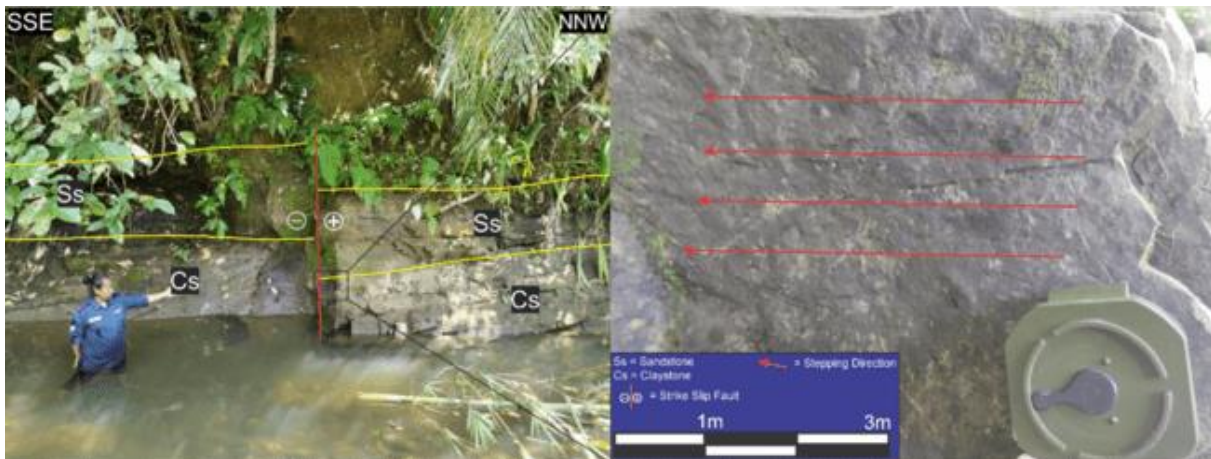 SSE
NNW
Ss
Ss
Cs
Cs
Ss = Sandstone
= Stepping Direction
Cs = Claystone
= Strike Slip Fault
1m
3m